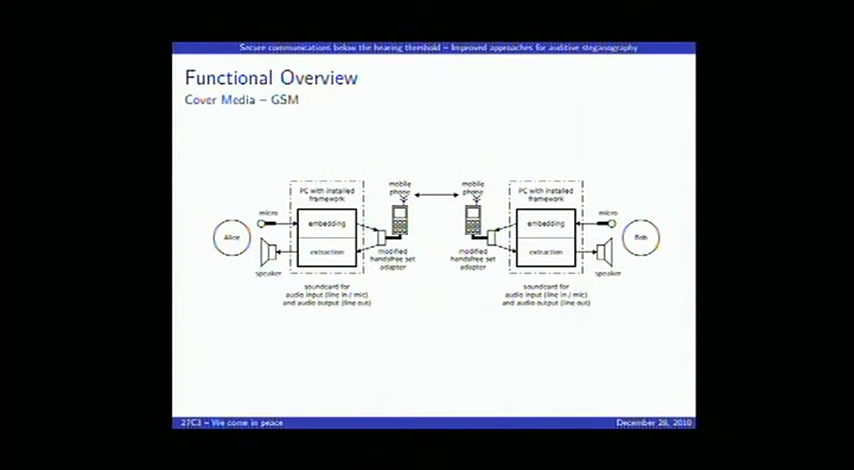 Secure communications below the hearing threshold – Improved approaches for auditive steganography
Functional Overview
Cover Media – GSM
mobile
phone
mobile
phone
PC with installed
framework
PC with installed
framework
micro
micro
embedding
embedding
Alice
Bob
extraction
extraction
modified
handsfree set
adapter
modified
handsfree set
adapter
speaker
speaker
soundcard for
audio input (line in / mic)
and audio output (line out)
soundcard for
audio input (line in / mic)
and audio output (line out)
27C3 – We come in peace
December 28, 2010